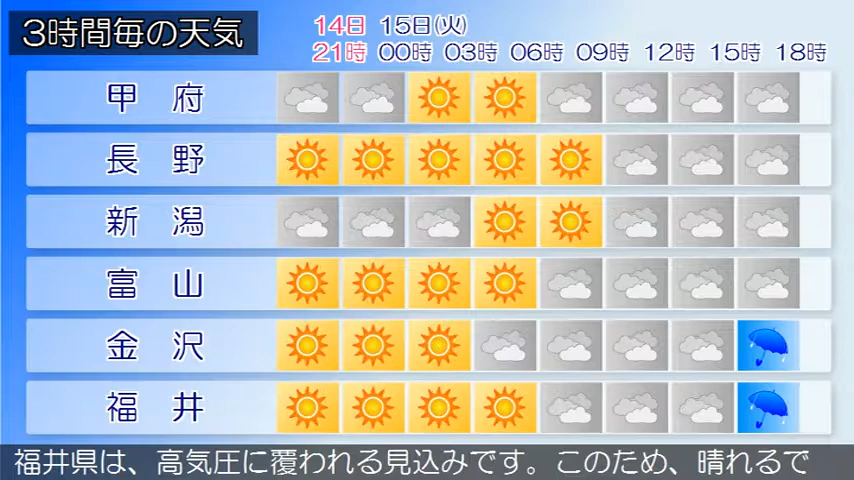 3時間毎の天気
14日 15日(火)
21時 00時 03時 06時 09時 12時 15時 18時
甲府
長野
新潟
富山
金沢
福井
福井県は、高気圧に覆われる見込みです。このため、晴れるで